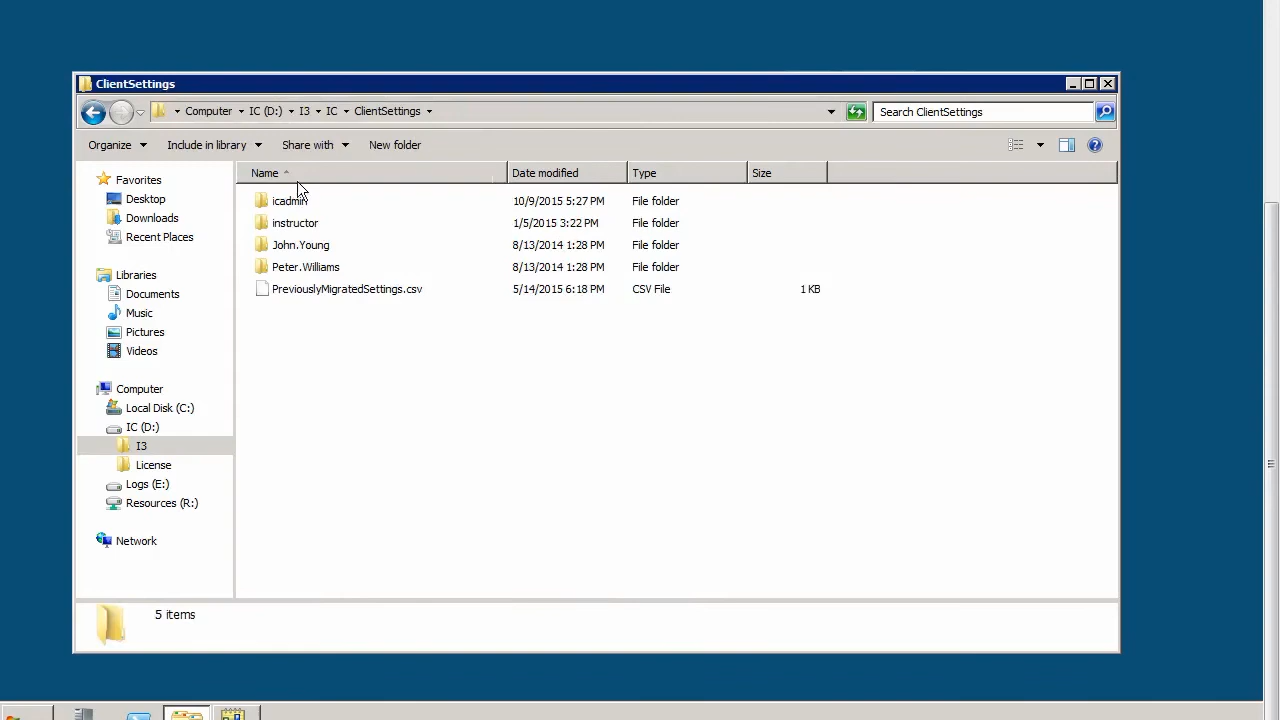 ClientSettings
Computer IC (D:) I3 IC ClientSettings
Search ClientSettings
Organize Include in library Share with New folder
Name Date modified Type Size
Favorites
Desktop
Downloads
Recent Places
Libraries
Documents
Music
Pictures
Videos
Computer
Local Disk (C:)
IC (D:)
I3
License
Logs (E:)
Resources (R:)
Network
icadmin 10/9/2015 5:27 PM File folder
instructor 1/5/2015 3:22 PM File folder
John.Young 8/13/2014 1:28 PM File folder
Peter.Williams 8/13/2014 1:28 PM File folder
PreviouslyMigratedSettings.csv 5/14/2015 6:18 PM CSV File 1 KB
5 items